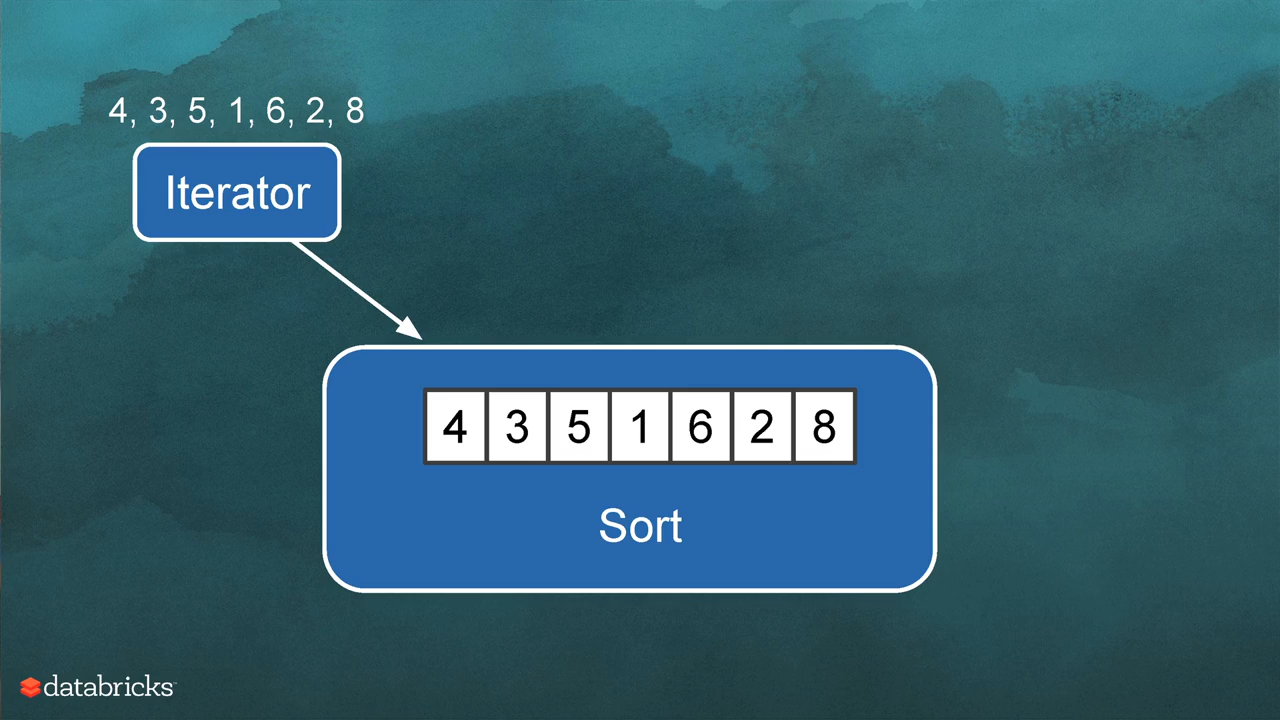 4, 3, 5, 1, 6, 2, 8
Iterator
4 3 5 1 6 2 8
Sort
databricks